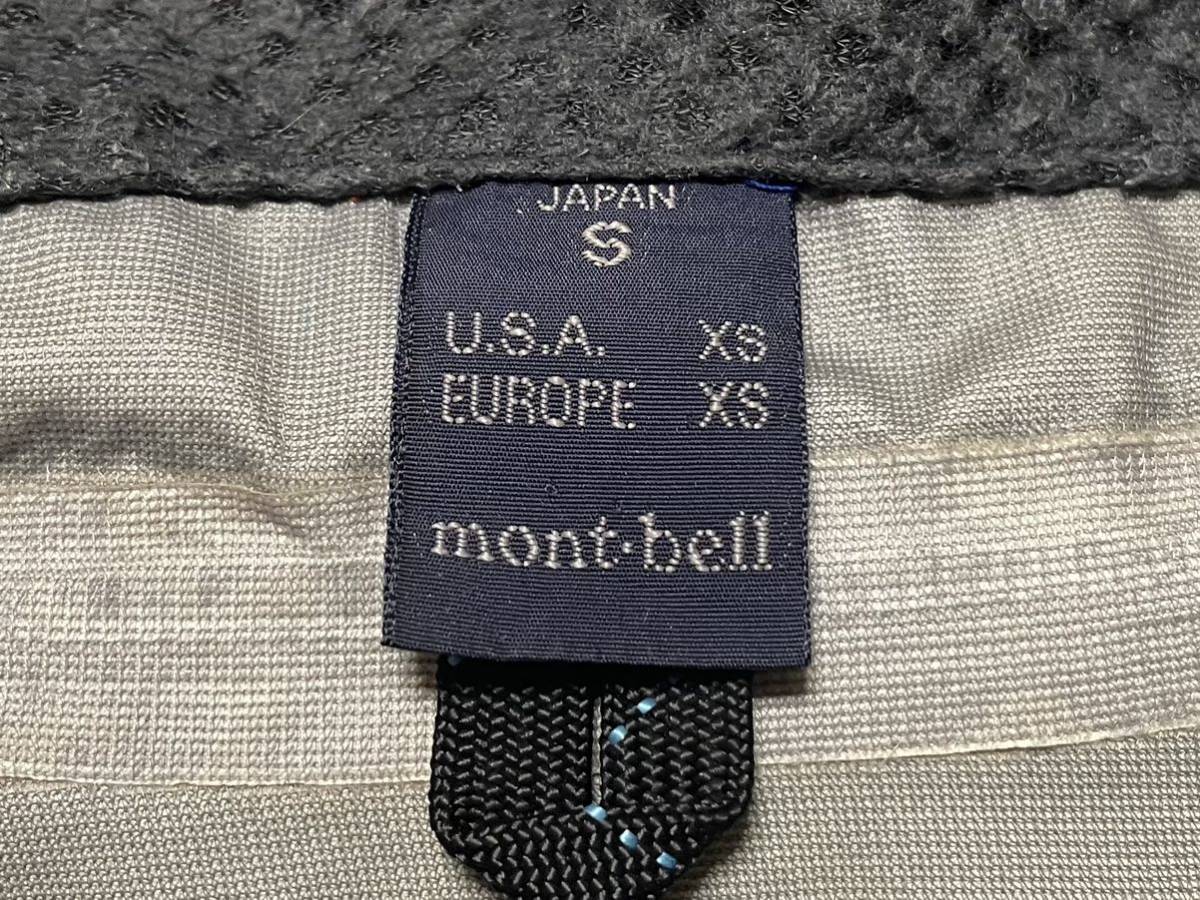 JAPAN
S
U.S.A. XS
EUROPE XS
mont·bell